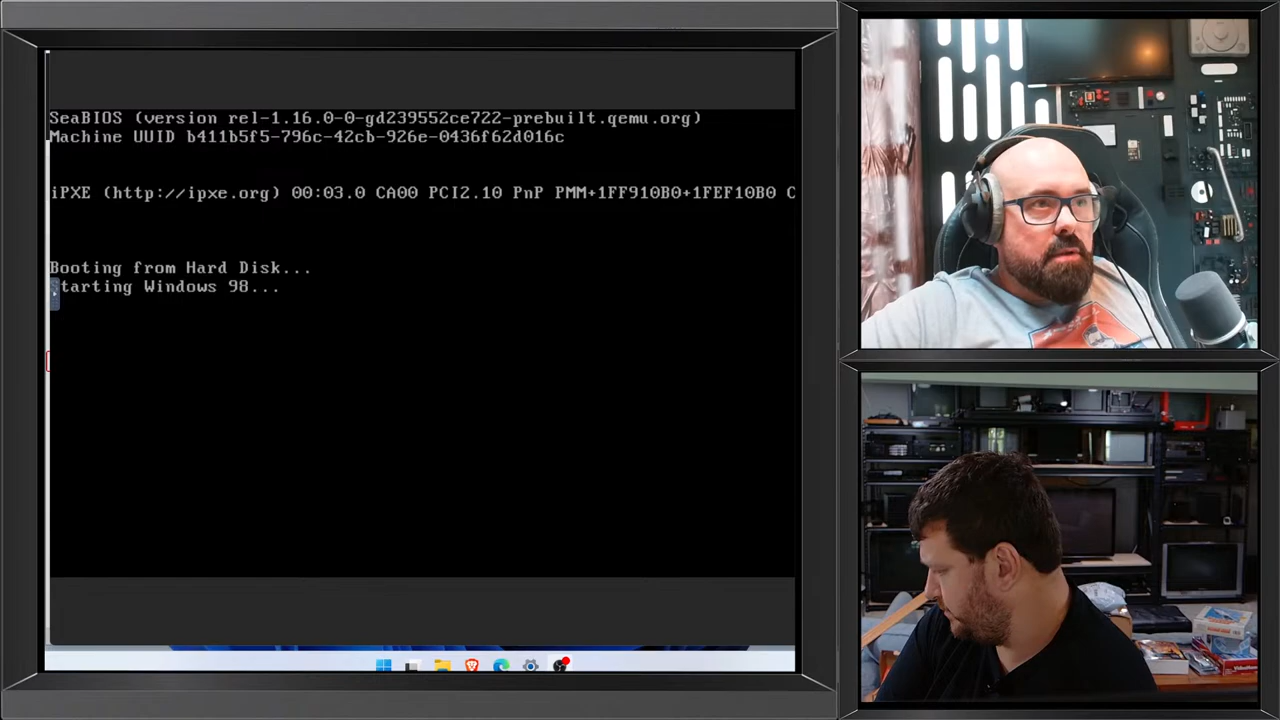 SeaBIOS (version rel-1.16.0-0-gd239552ce722-prebuilt.qemu.org)
Machine UUID b411b5f5-796c-42cb-926e-0436f62d016c
iPXE (http://ipxe.org) 00:03.0 CA00 PCI2.10 PnP PMM+1FF910B0+1FEF10B0 C
Booting from Hard Disk...
Starting Windows 98...